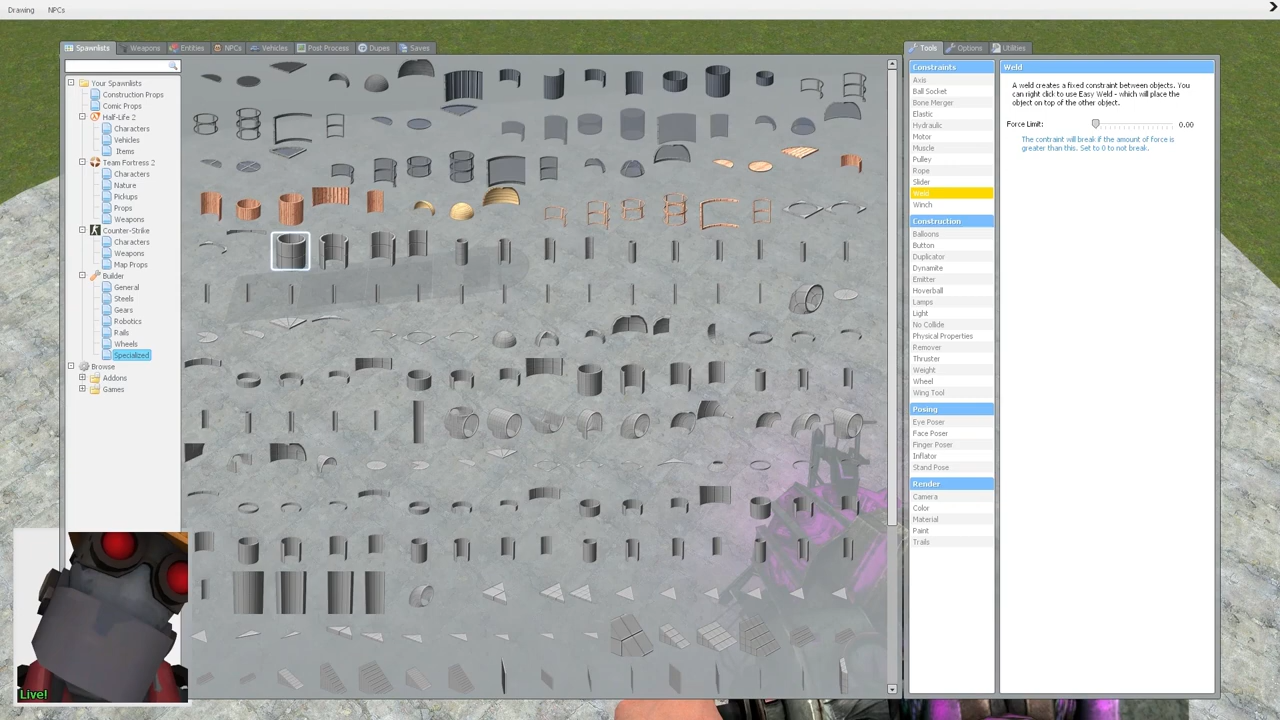 Drawing NPCs
Spawnlists Weapons Entities NPCs Vehicles Post Process Dupes Saves
Your Spawnlists
Construction Props
Comic Props
Half-Life 2
Characters
Vehicles
Items
Team Fortress 2
Characters
Nature
Pickups
Props
Weapons
Counter-Strike
Characters
Weapons
Map Props
Builder
General
Steels
Gears
Robotics
Rails
Wheels
Specialized
Browse
Addons
Games
Live!
Tools Options Utilities
Constraints
Axis
Ball Socket
Bone Merger
Elastic
Hydraulic
Motor
Muscle
Pulley
Rope
Slider
Weld
Winch
Construction
Balloons
Button
Duplicator
Dynamite
Emitter
Hoverball
Lamps
Light
No Collide
Physical Properties
Remover
Thruster
Weight
Wheel
Wing Tool
Posing
Eye Poser
Face Poser
Finger Poser
Inflator
Stand Pose
Render
Camera
Color
Material
Paint
Trails
Weld
A weld creates a fixed constraint between objects. You
can right click to use Easy Weld - which will place the
object on top of the other object.
Force Limit: 0.00
The contraint will break if the amount of force is
greater than this. Set to 0 to not break.